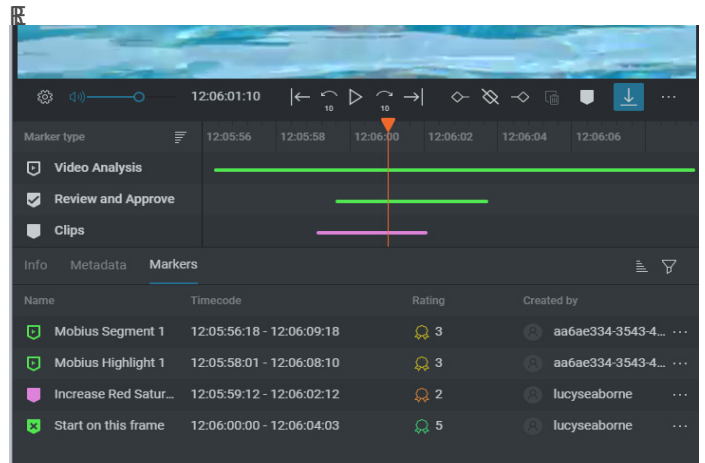 12:06:01:10 10 10
Marker type 12:05:56 12:05:58 12:06:00 12:06:02 12:06:04 12:06:06
Video Analysis
Review and Approve
Clips
Info Metadata Markers
Name Timecode Rating Created by
Mobius Segment 1 12:05:56:18 - 12:06:09:18 3 aa6ae334-3543-4... ...
Mobius Highlight 1 12:05:58:01 - 12:06:08:10 3 aa6ae334-3543-4... ...
Increase Red Satur... 12:05:59:12 - 12:06:02:12 2 lucyseaborne ...
Start on this frame 12:06:00:00 - 12:06:04:03 5 lucyseaborne ...